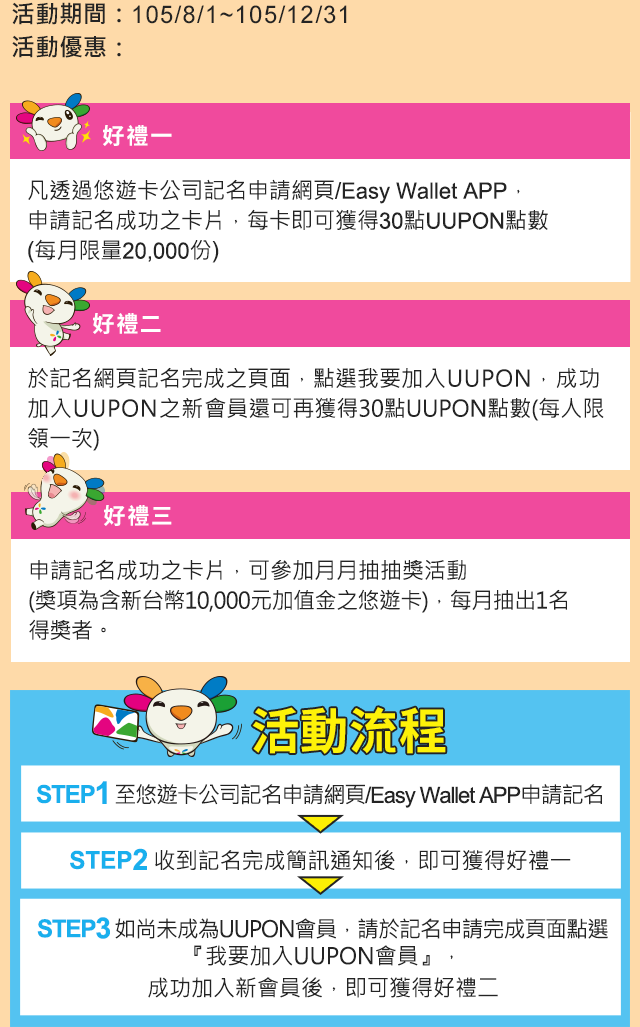 活動期間：105/8/1~105/12/31
活動優惠：
好禮一
凡透過悠遊卡公司記名申請網頁/Easy Wallet APP，
申請記名成功之卡片，每卡即可獲得30點UUPON點數
(每月限量20,000份)
好禮二
於記名網頁記名完成之頁面，點選我要加入UUPON，成功
加入UUPON之新會員還可再獲得30點UUPON點數(每人限
領一次)
好禮三
申請記名成功之卡片，可參加月月抽抽獎活動
(獎項為含新台幣10,000元加值金之悠遊卡)，每月抽出1名
得獎者。
活動流程
STEP1 至悠遊卡公司記名申請網頁/Easy Wallet APP申請記名
STEP2 收到記名完成簡訊通知後，即可獲得好禮一
STEP3 如尚未成為UUPON會員，請於記名申請完成頁面點選
『我要加入UUPON會員』，
成功加入新會員後，即可獲得好禮二